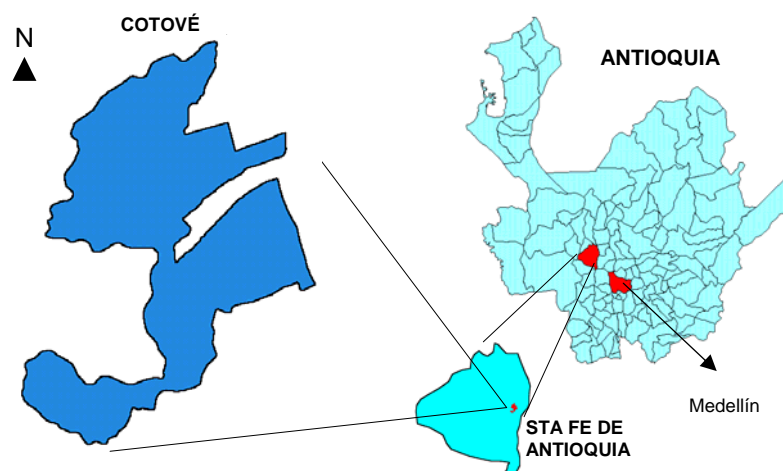 COTOVÉ
N
ANTIOQUIA
Medellín
STA FE DE
ANTIOQUIA